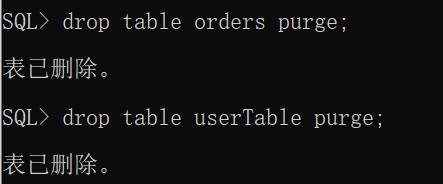 SQL> drop table orders purge;
表已删除。
SQL> drop table userTable purge;
表已删除。